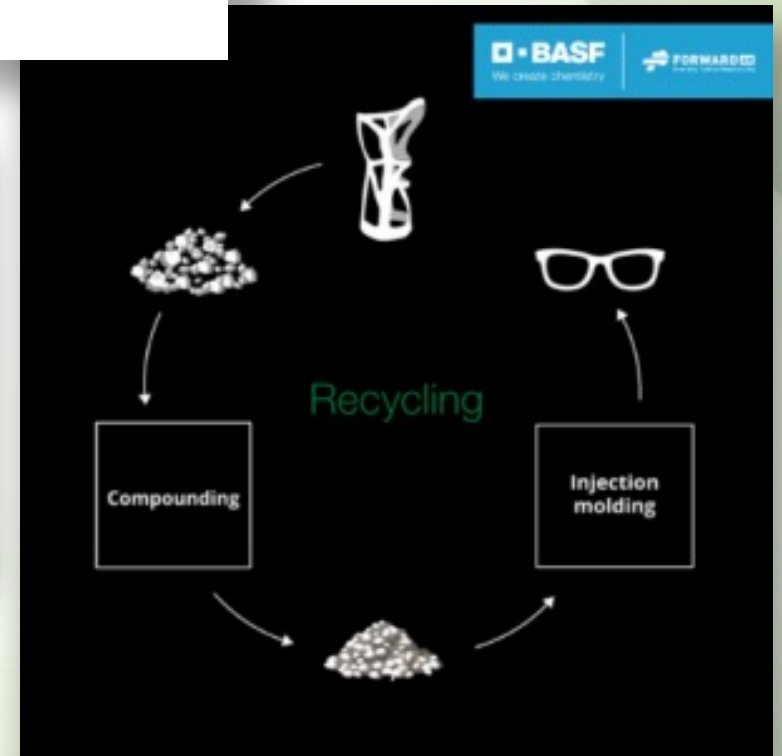 BASF
We create chemistry
FORWARD
Recycling
Compounding
Injection
molding